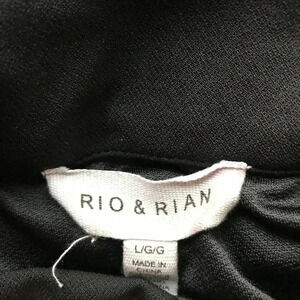 RIO & RIAN
L/G/G
MADE IN
CHINA